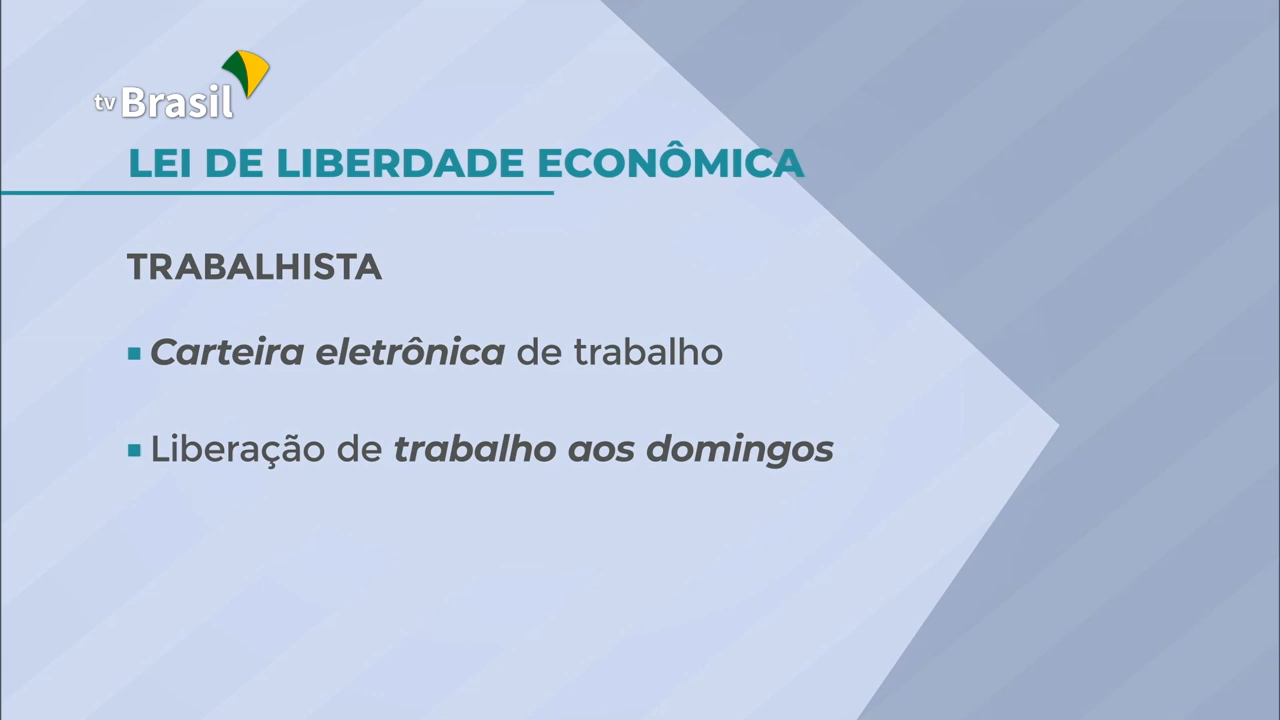 tv Brasil
LEI DE LIBERDADE ECONÔMICA
TRABALHISTA
Carteira eletrônica de trabalho
Liberação de trabalho aos domingos